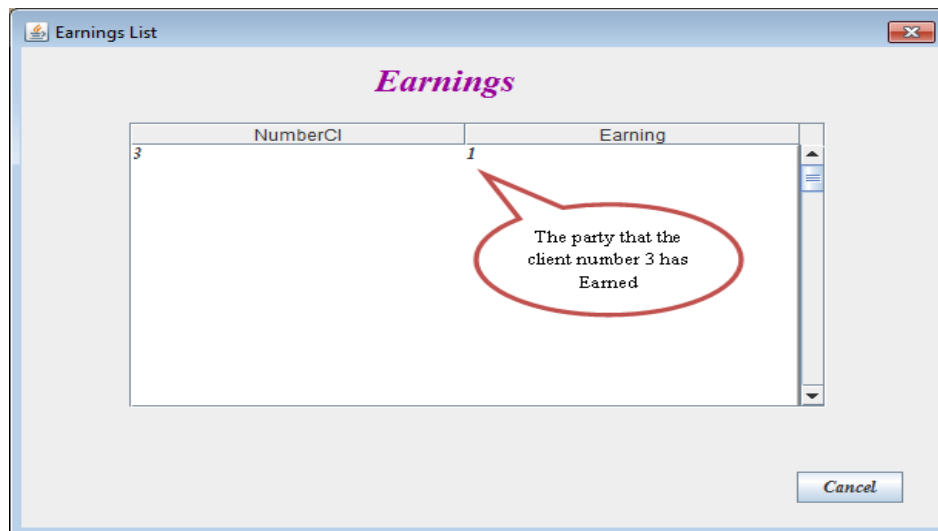 Earnings List
Earnings
NumberCl Earning
3 1
The party that the
client number 3 has
Earned
Cancel